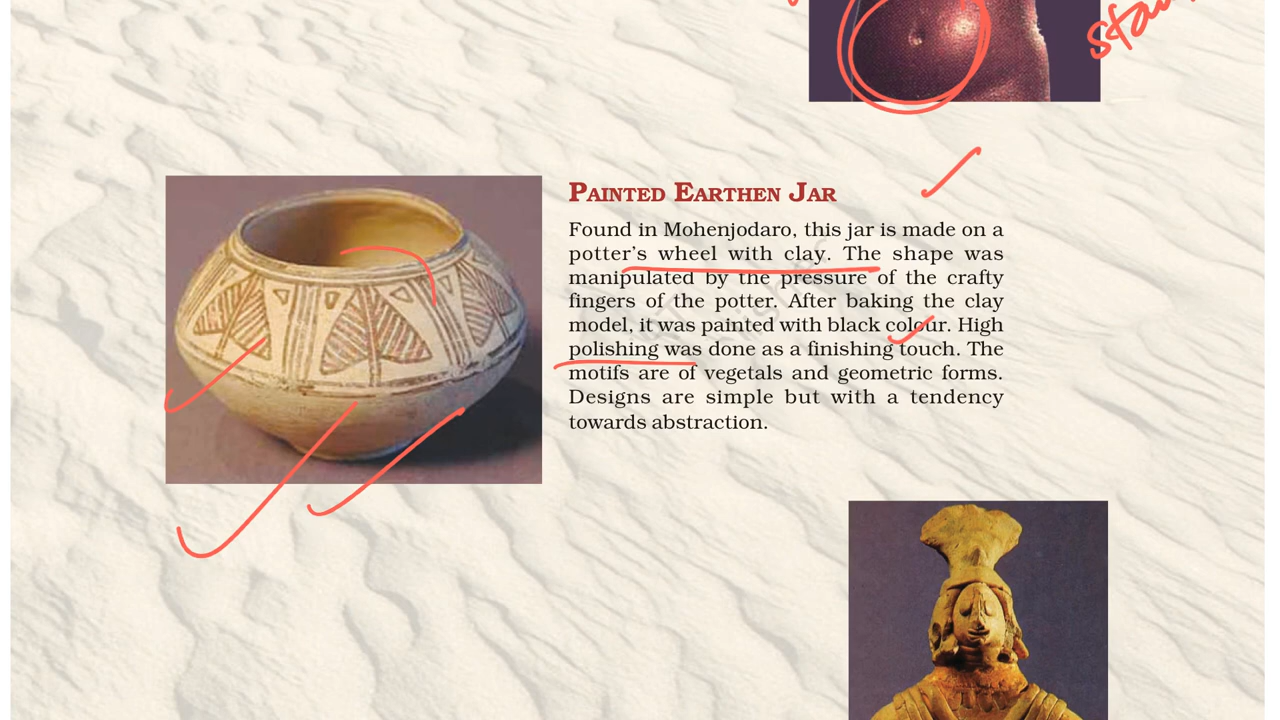 PAINTED EARTHEN JAR
Found in Mohenjodaro, this jar is made on a
potter's wheel with clay. The shape was
manipulated by the pressure of the crafty
fingers of the potter. After baking the clay
model, it was painted with black colour. High
polishing was done as a finishing touch. The
motifs are of vegetals and geometric forms.
Designs are simple but with a tendency
towards abstraction.